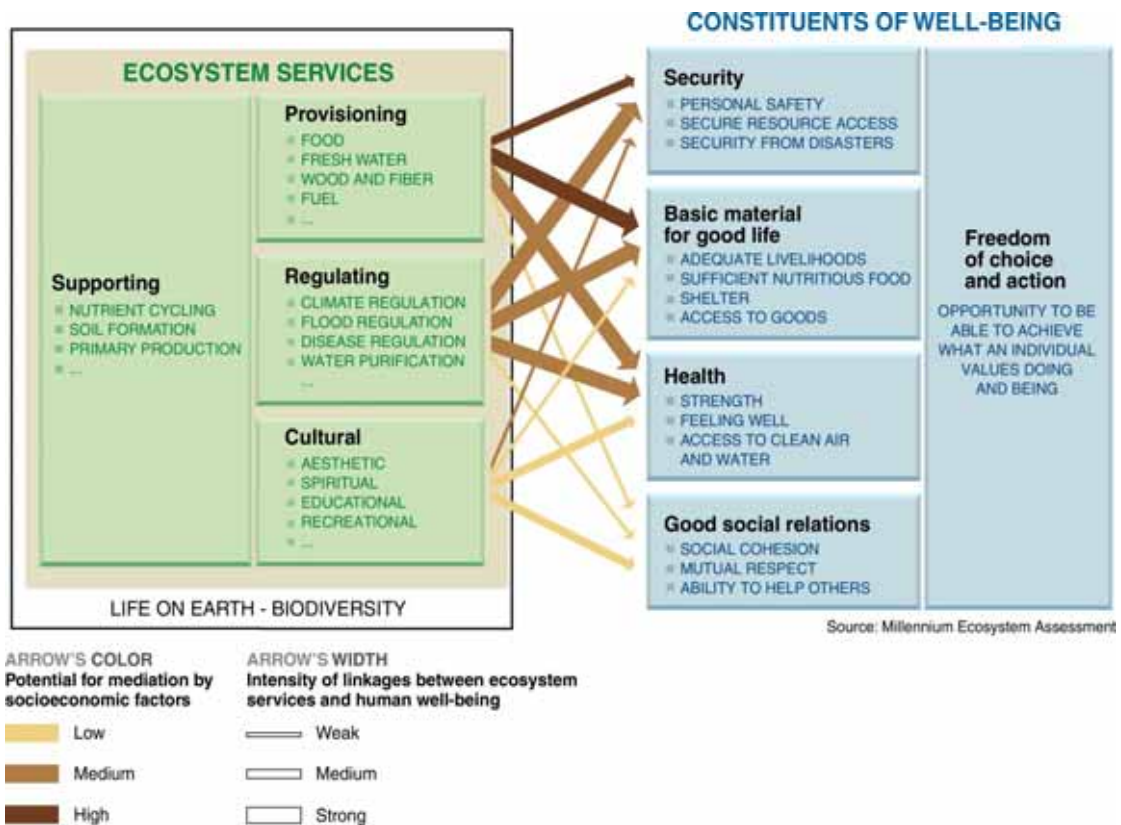 CONSTITUENTS OF WELL-BEING
ECOSYSTEM SERVICES
Supporting
NUTRIENT CYCLING
SOIL FORMATION
PRIMARY PRODUCTION
...
Provisioning
FOOD
FRESH WATER
WOOD AND FIBER
FUEL
...
Regulating
CLIMATE REGULATION
FLOOD REGULATION
DISEASE REGULATION
WATER PURIFICATION
...
Cultural
AESTHETIC
SPIRITUAL
EDUCATIONAL
RECREATIONAL
...
LIFE ON EARTH - BIODIVERSITY
Security
PERSONAL SAFETY
SECURE RESOURCE ACCESS
SECURITY FROM DISASTERS
Basic material
for good life
ADEQUATE LIVELIHOODS
SUFFICIENT NUTRITIOUS FOOD
SHELTER
ACCESS TO GOODS
Health
STRENGTH
FEELING WELL
ACCESS TO CLEAN AIR
AND WATER
Good social relations
SOCIAL COHESION
MUTUAL RESPECT
ABILITY TO HELP OTHERS
Freedom
of choice
and action
OPPORTUNITY TO BE
ABLE TO ACHIEVE
WHAT AN INDIVIDUAL
VALUES DOING
AND BEING
Source: Millennium Ecosystem Assessment
ARROW'S COLOR
Potential for mediation by
socioeconomic factors
Low
Medium
High
ARROW'S WIDTH
Intensity of linkages between ecosystem
services and human well-being
Weak
Medium
Strong